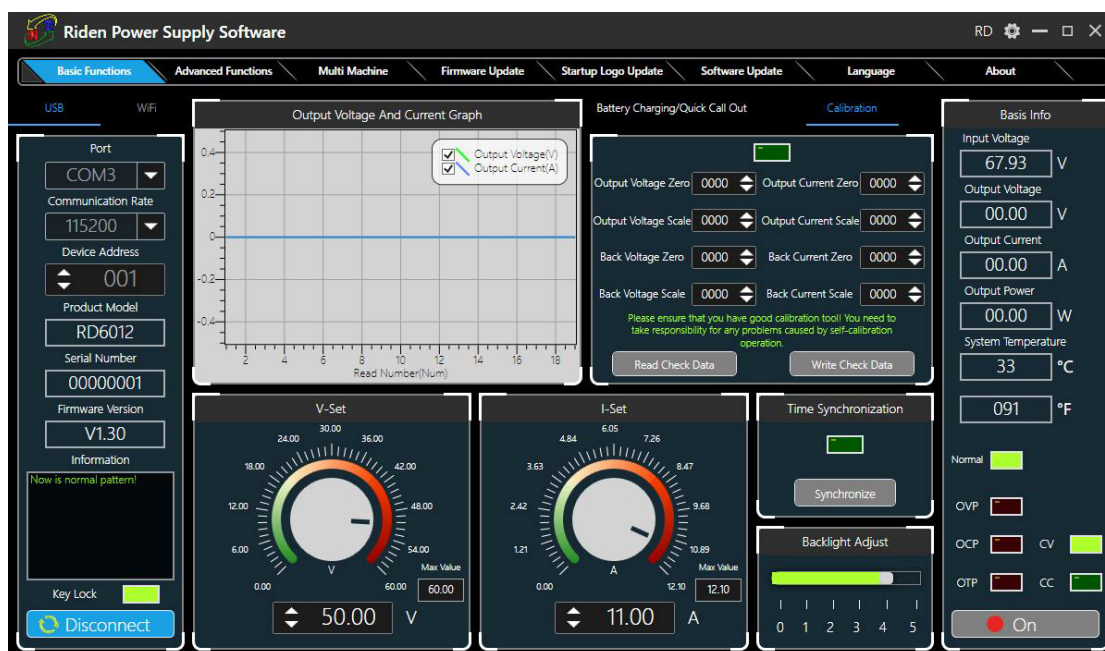 Riden Power Supply Software
RD
Basic Functions
Advanced Functions
Multi Machine
Firmware Update
Startup Logo Update
Software Update
Language
About
USB
WiFi
Port
COM3
Communication Rate
115200
Device Address
001
Product Model
RD6012
Serial Number
00000001
Firmware Version
V1.30
Information
Now is normal pattern!
Key Lock
Disconnect
Output Voltage And Current Graph
Output Voltage(V)
Output Current(A)
0.4
0.2
0
-0.2
-0.4
2 4 6 8 10 12 14 16 18
Read Number(Num)
Battery Charging/Quick Call Out
Calibration
Output Voltage Zero 0000 Output Current Zero 0000
Output Voltage Scale 0000 Output Current Scale 0000
Back Voltage Zero 0000 Back Current Zero 0000
Back Voltage Scale 0000 Back Current Scale 0000
Please ensure that you have good calibration tool! You need to
take responsibility for any problems caused by self-calibration
operation.
Read Check Data
Write Check Data
V-Set
0.00
6.00
12.00
18.00
24.00
30.00
36.00
42.00
48.00
54.00
60.00
V
Max Value
60.00
50.00 V
I-Set
0.00
1.21
2.42
3.63
4.84
6.05
7.26
8.47
9.68
10.89
12.10
A
Max Value
12.10
11.00 A
Time Synchronization
Synchronize
Backlight Adjust
0 1 2 3 4 5
Basis Info
Input Voltage
67.93 V
Output Voltage
00.00 V
Output Current
00.00 A
Output Power
00.00 W
System Temperature
33 °C
091 °F
Normal
OVP
OCP CV
OTP CC
On